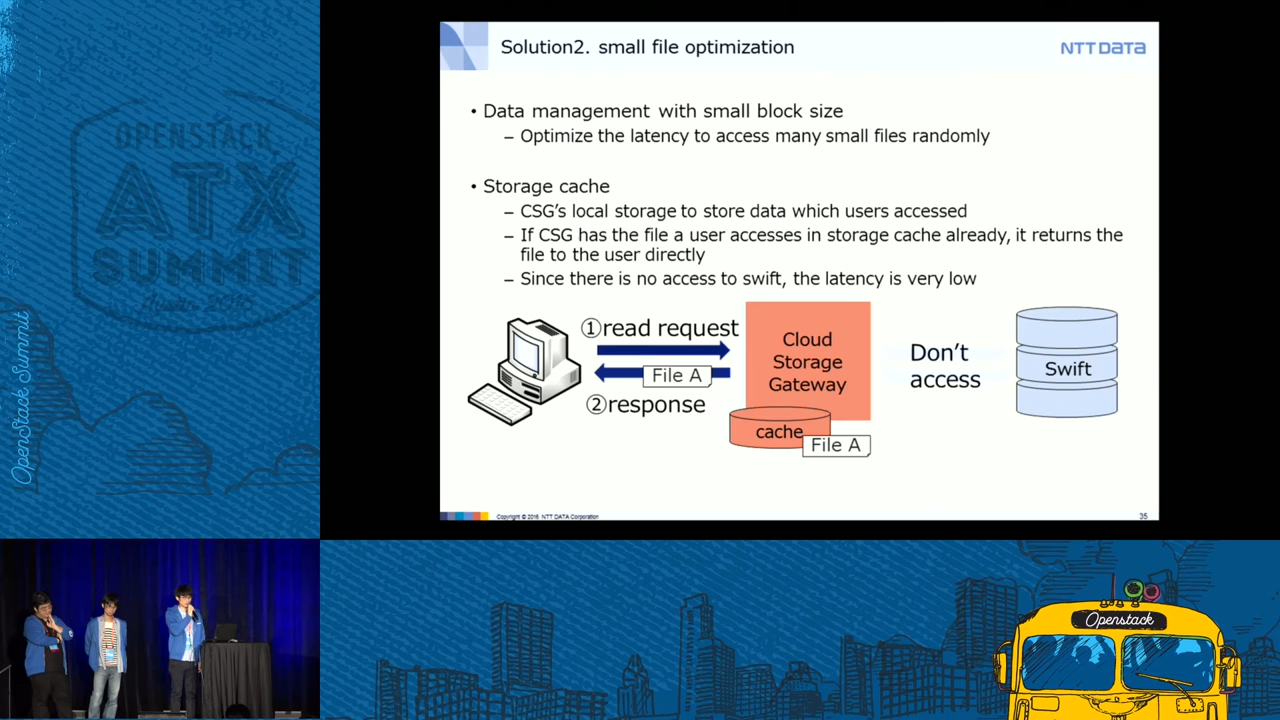 OPENSTACK
ATX
SUMMIT
OpenStack Summit
Solution2. small file optimization
NTT DATA
• Data management with small block size
– Optimize the latency to access many small files randomly
• Storage cache
– CSG's local storage to store data which users accessed
– If CSG has the file a user accesses in storage cache already, it returns the
file to the user directly
– Since there is no access to swift, the latency is very low
①read request
File A
②response
Cloud
Storage
Gateway
cache
File A
Don't
access
Swift
Copyright © 2016 NTT DATA Corporation
35
Openstack